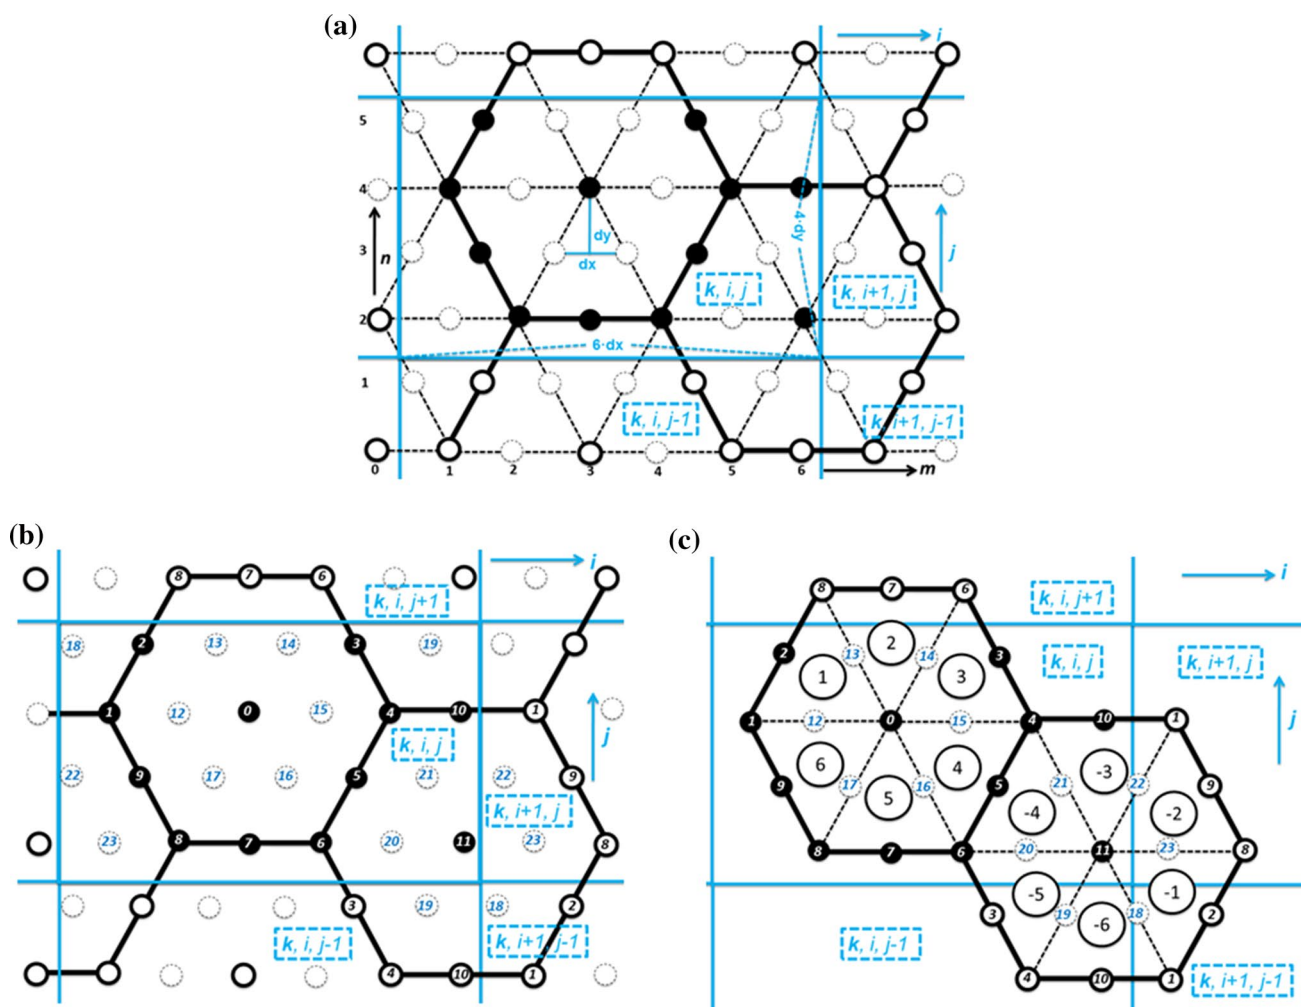 (a)
i
5
4
n
3
dy
dx
4·dy
j
k, i, j
k, i+1, j
2
6·dx
1
k, i, j-1
k, i+1, j-1
0 1 2 3 4 5 6 m
(b)
i
8 7 6
k, i, j+1
18 2 13 14 3 19
1 12 0 15 4 10 1
j
k, i, j
22 9 17 16 5 21 22 9
k, i+1, j
23 8 7 6 20 11 23 8
3 19 18 2
k, i, j-1
k, i+1, j-1
4 10 1
(c)
i
8 7 6
k, i, j+1
2 13 2 14 3
k, i, j
k, i+1, j
1 3
1 12 0 15 4 10 1
j
6 4 -3
9 17 5 16 5 21 22 9
-4 -2
8 7 6 20 11 23 8
-5 -1
3 19 -6 18 2
k, i, j-1
4 10 1
k, i+1, j-1